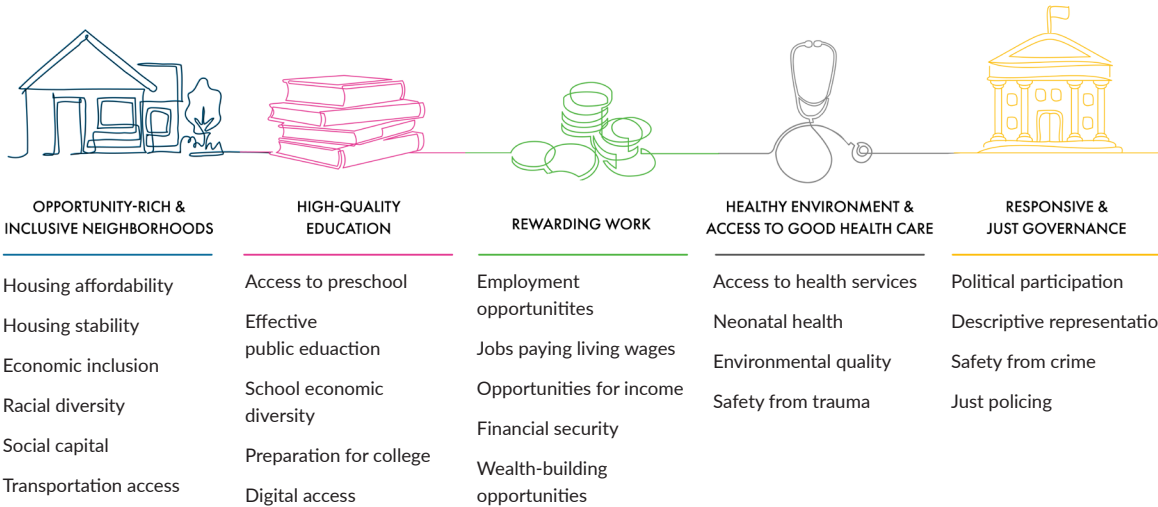 OPPORTUNITY-RICH &
INCLUSIVE NEIGHBORHOODS
Housing affordability
Housing stability
Economic inclusion
Racial diversity
Social capital
Transportation access
HIGH-QUALITY
EDUCATION
Access to preschool
Effective
public eduaction
School economic
diversity
Preparation for college
Digital access
REWARDING WORK
Employment
opportunitites
Jobs paying living wages
Opportunities for income
Financial security
Wealth-building
opportunities
HEALTHY ENVIRONMENT &
ACCESS TO GOOD HEALTH CARE
Access to health services
Neonatal health
Environmental quality
Safety from trauma
RESPONSIVE &
JUST GOVERNANCE
Political participation
Descriptive representatio
Safety from crime
Just policing